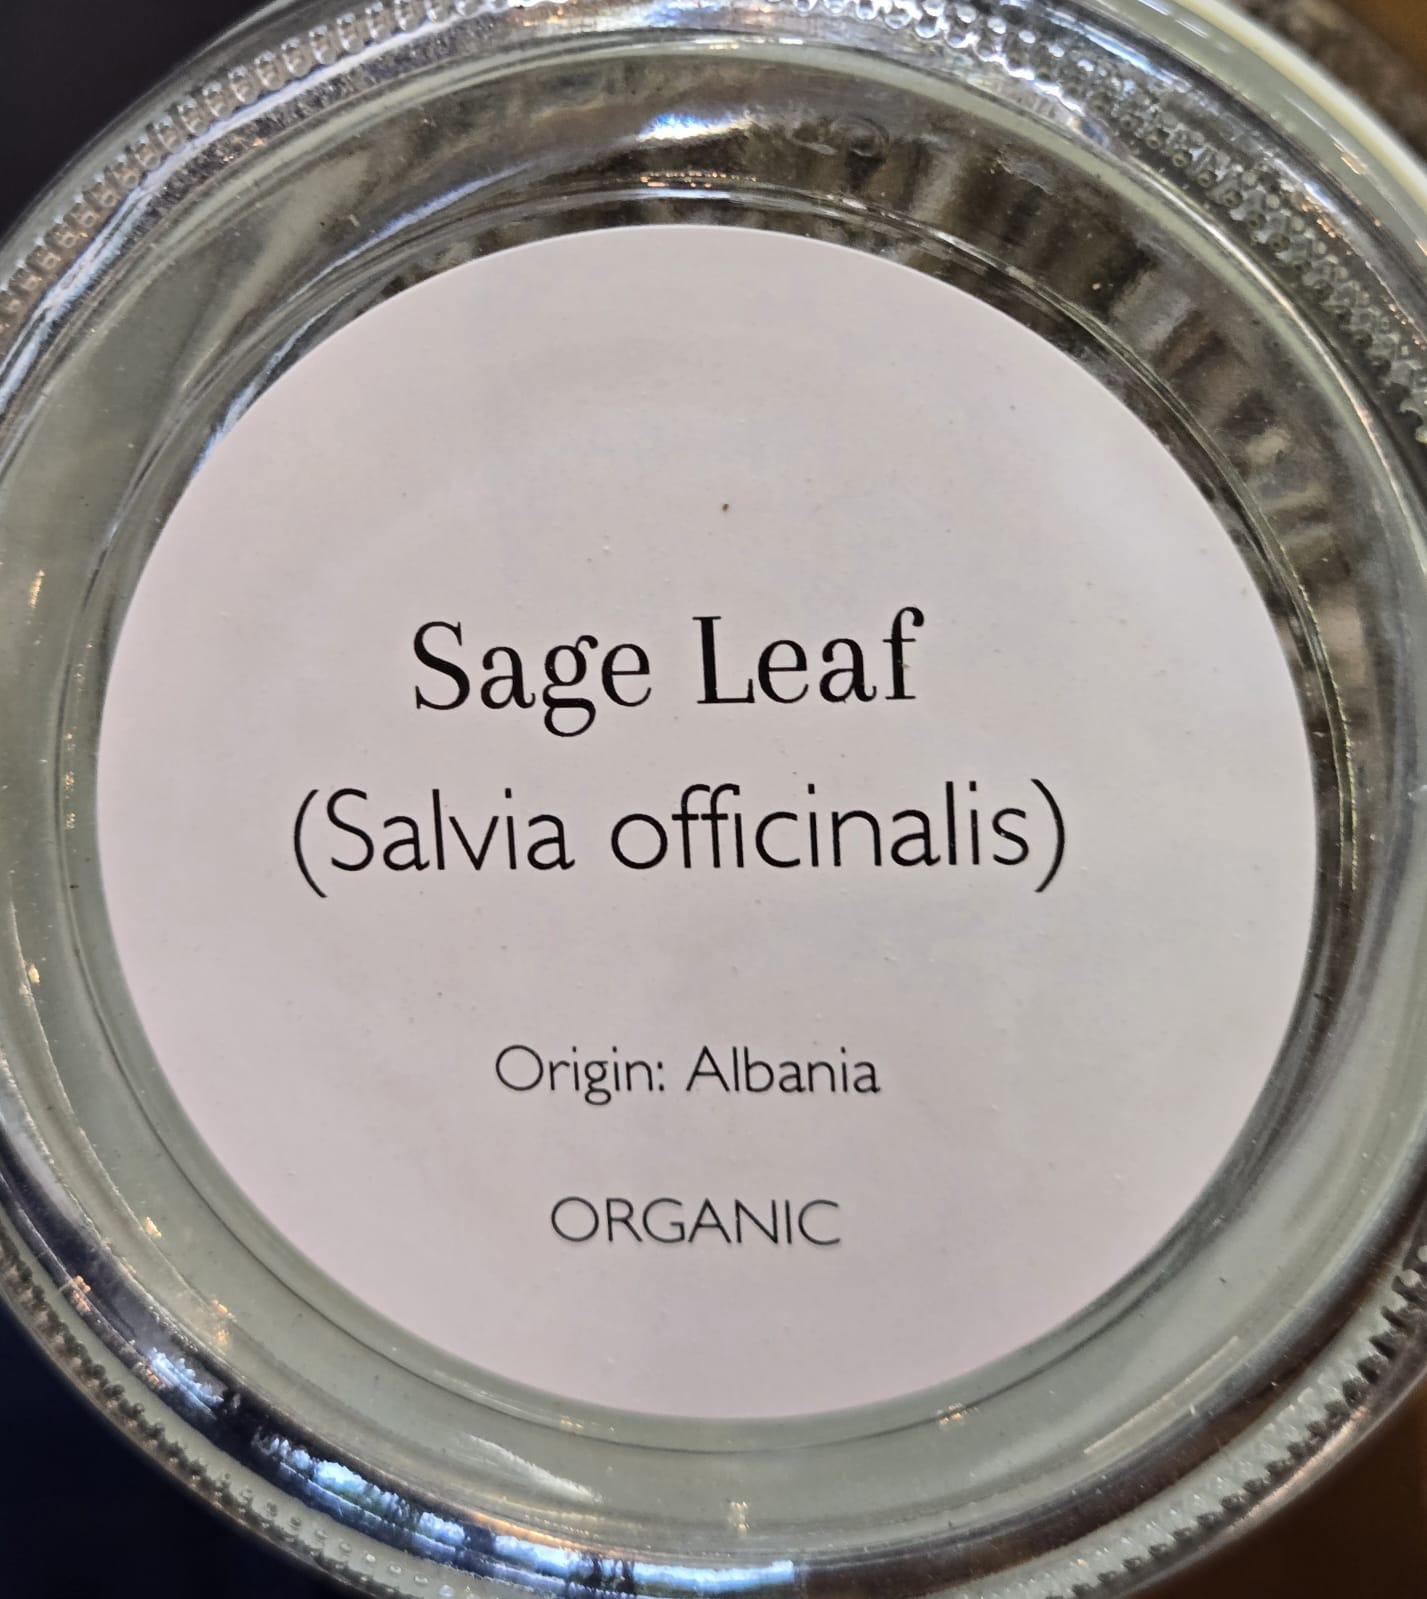 Sage Leaf
(Salvia officinalis)
Origin: Albania
ORGANIC